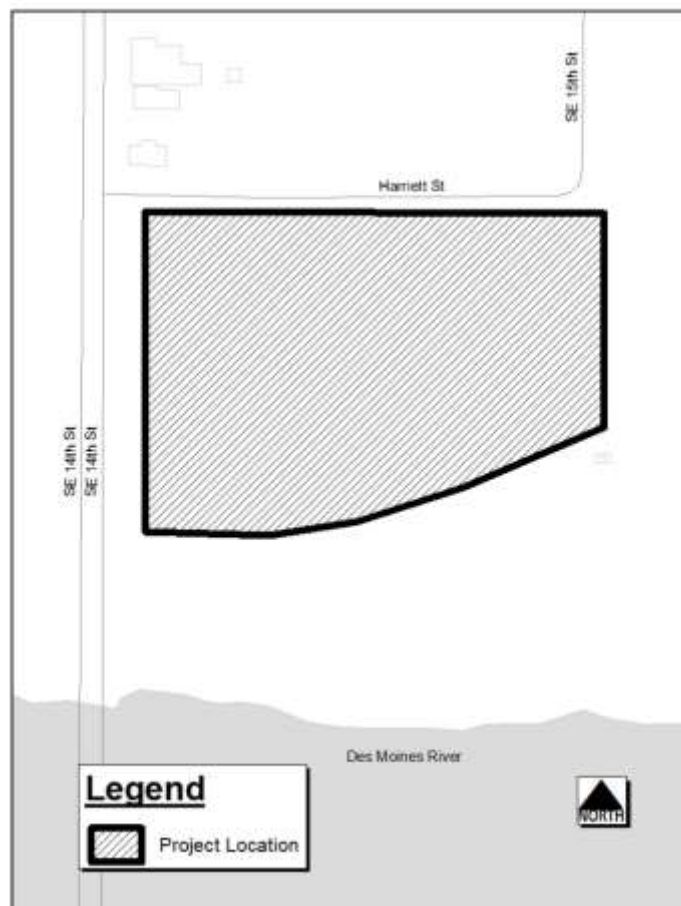 SE 15th St
Harriett St
SE 14th St
SE 14th St
Des Moines River
Legend
Project Location
NORTH